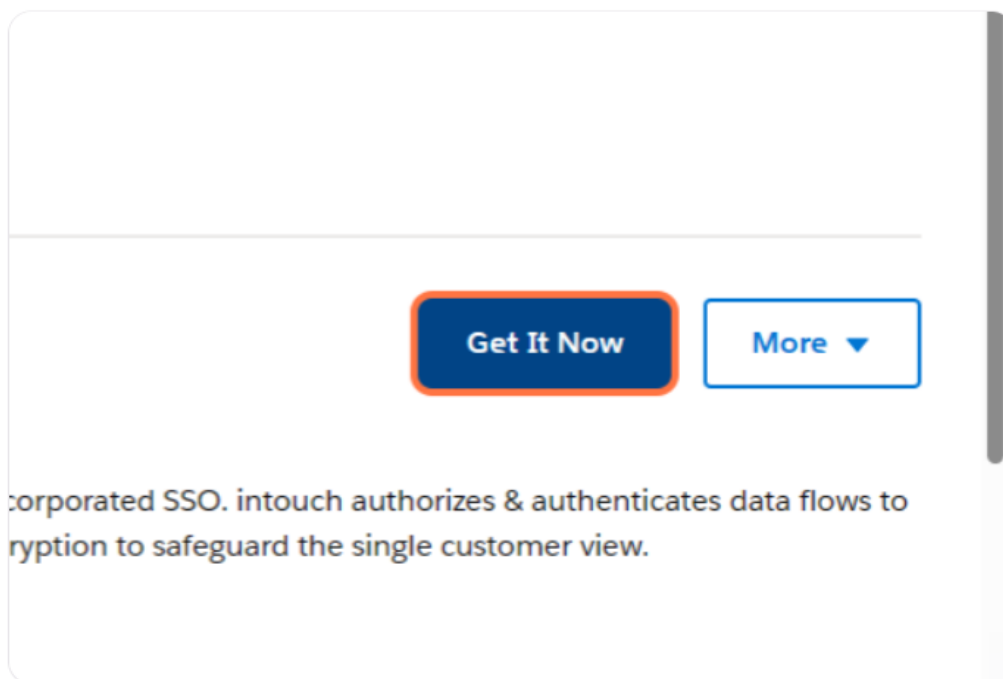 Get It Now
More
corporated SSO. intouch authorizes & authenticates data flows to
ryption to safeguard the single customer view.